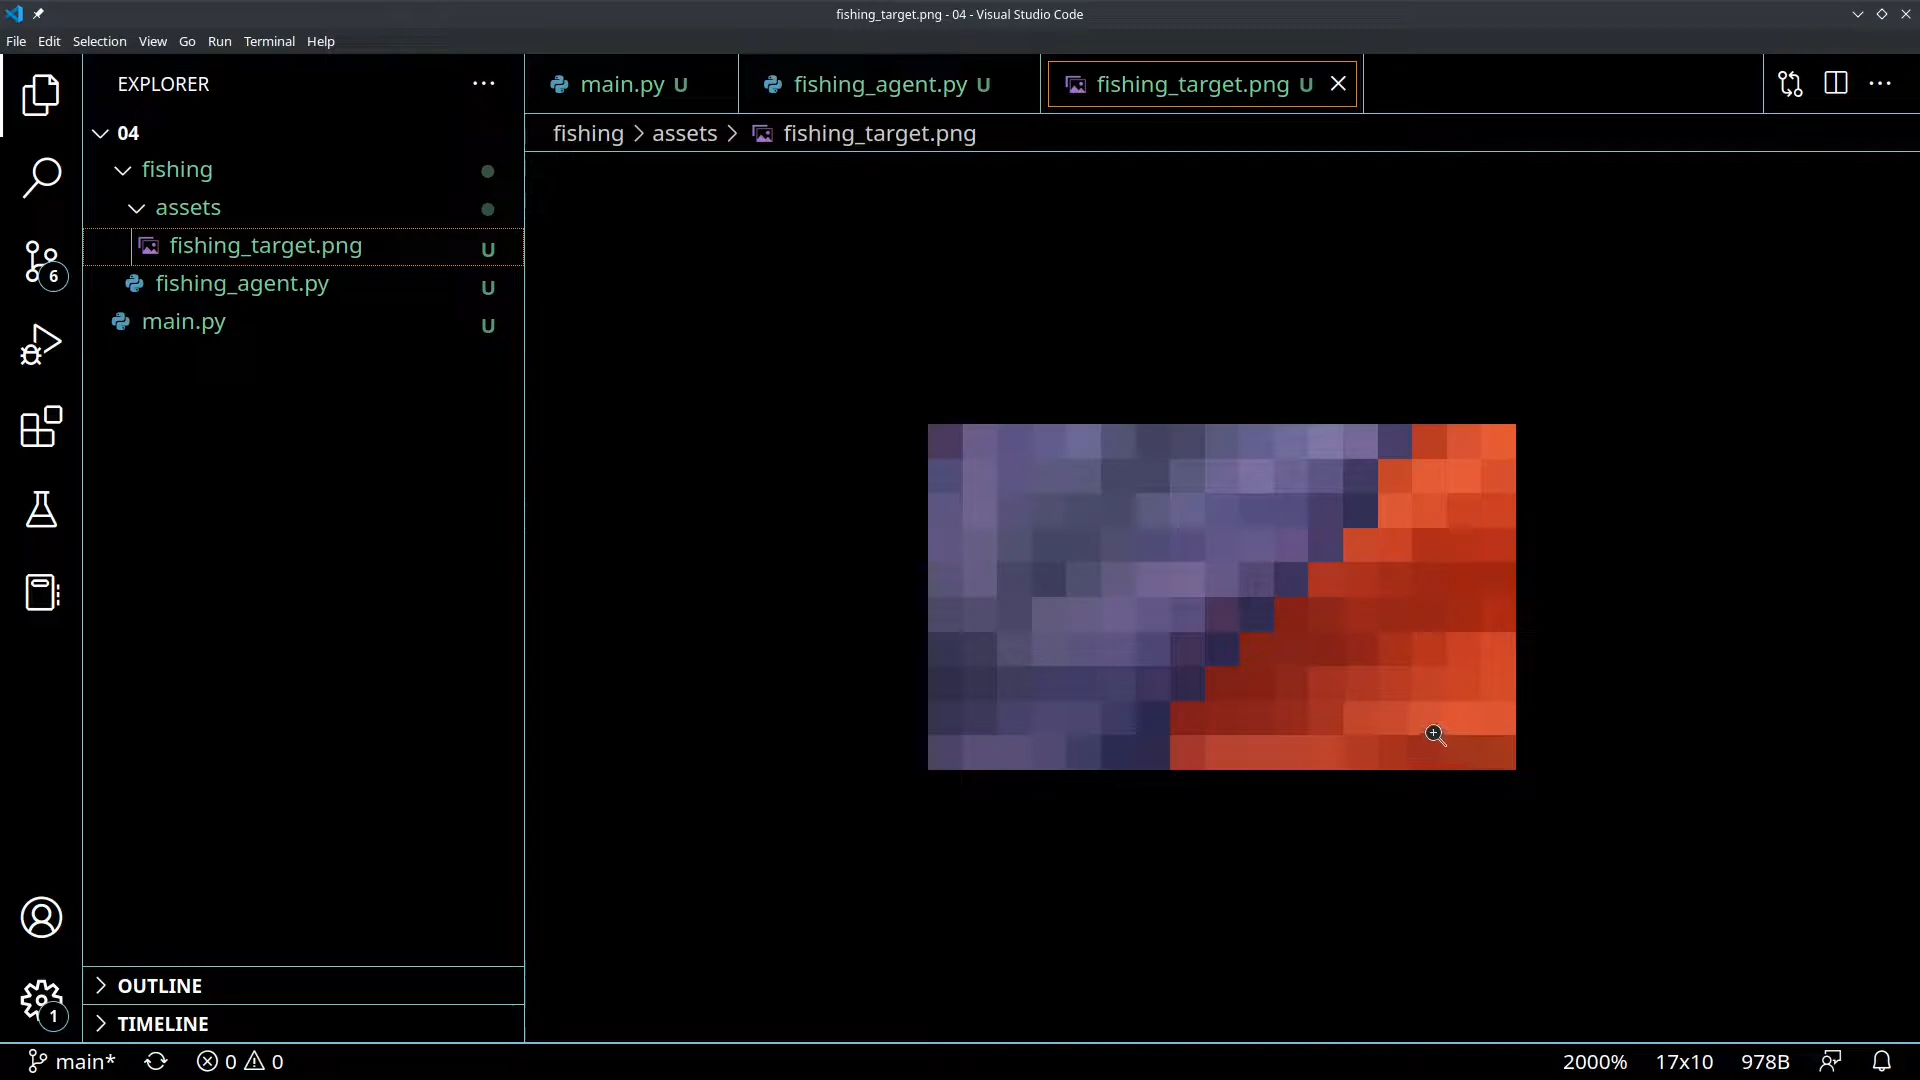 fishing_target.png - 04 - Visual Studio Code
File Edit Selection View Go Run Terminal Help
EXPLORER
main.py U
fishing_agent.py U
fishing_target.png U
fishing > assets > fishing_target.png
04
fishing
assets
fishing_target.png U
fishing_agent.py U
main.py U
6
1
OUTLINE
TIMELINE
main* 0 0
2000% 17x10 978B